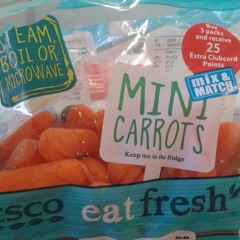 STEAM,
BOIL OR
MICROWAVE
Buy
3 packs
and receive
25
Extra Clubcard
Points
mix &
MATCH
MINI
CARROTS
Keep me in the fridge
ESCO
eat fresh